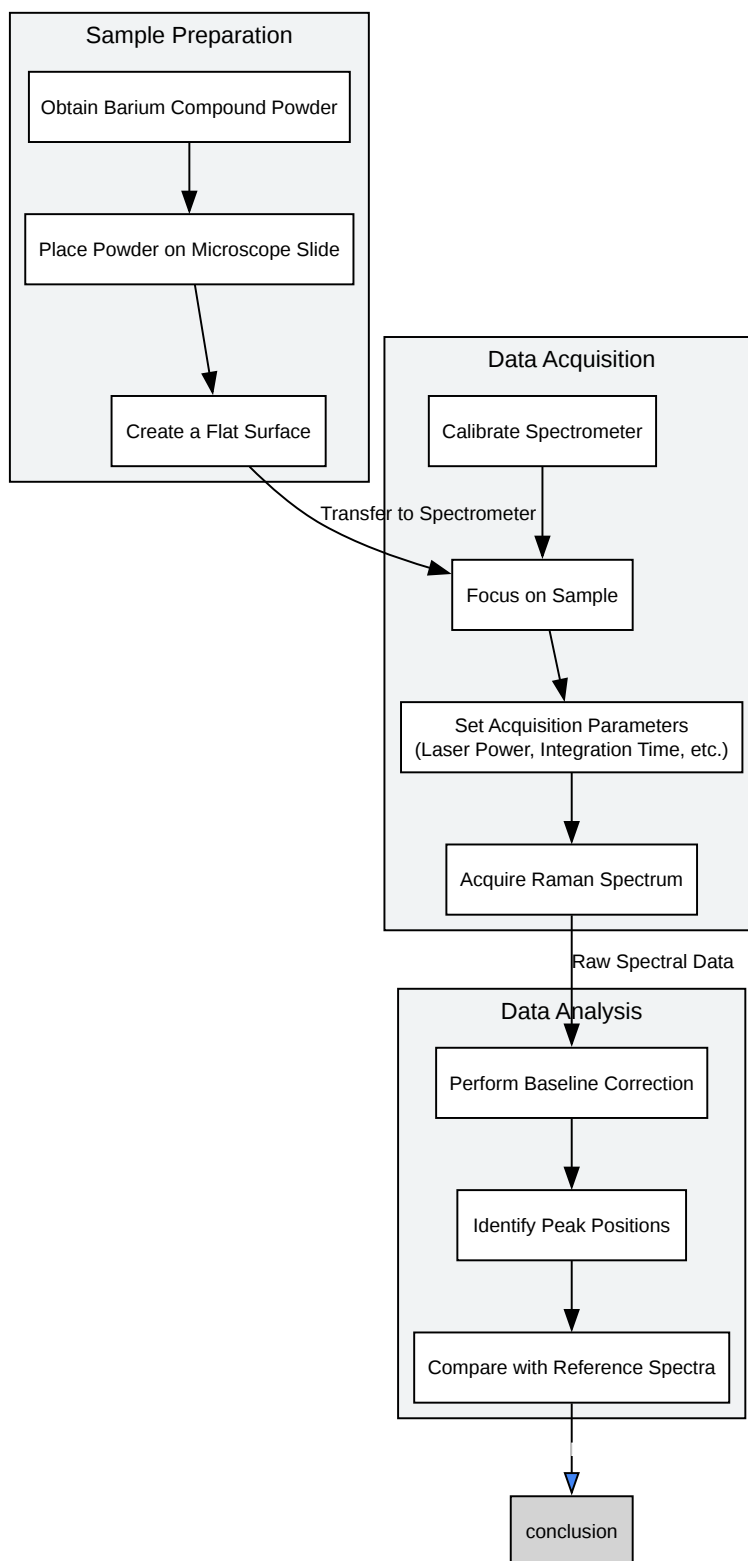 Sample Preparation
Obtain Barium Compound Powder
Place Powder on Microscope Slide
Create a Flat Surface
Data Acquisition
Calibrate Spectrometer
Transfer to Spectrometer
Focus on Sample
Set Acquisition Parameters
(Laser Power, Integration Time, etc.)
Acquire Raman Spectrum
Raw Spectral Data
Data Analysis
Perform Baseline Correction
Identify Peak Positions
Compare with Reference Spectra
conclusion